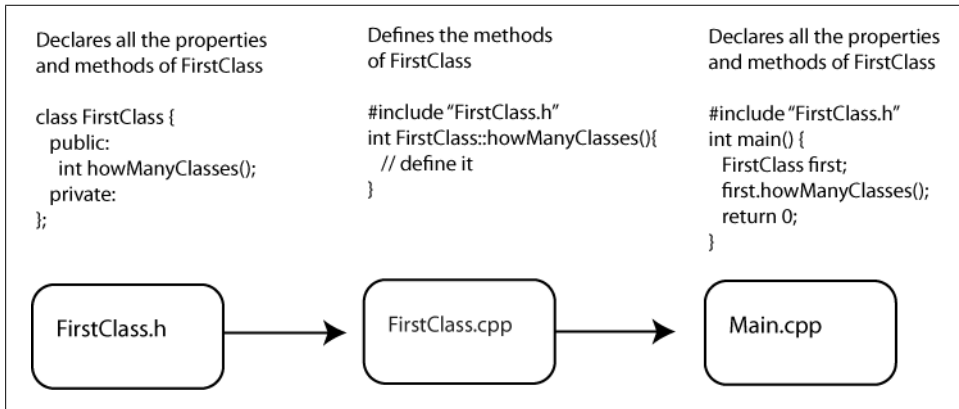 Declares all the properties
and methods of FirstClass
class FirstClass {
public:
int howManyClasses();
private:
};
FirstClass.h
Defines the methods
of FirstClass
#include “FirstClass.h”
int FirstClass::howManyClasses(){
// define it
}
FirstClass.cpp
Declares all the properties
and methods of FirstClass
#include “FirstClass.h”
int main() {
FirstClass first;
first.howManyClasses();
return 0;
}
Main.cpp